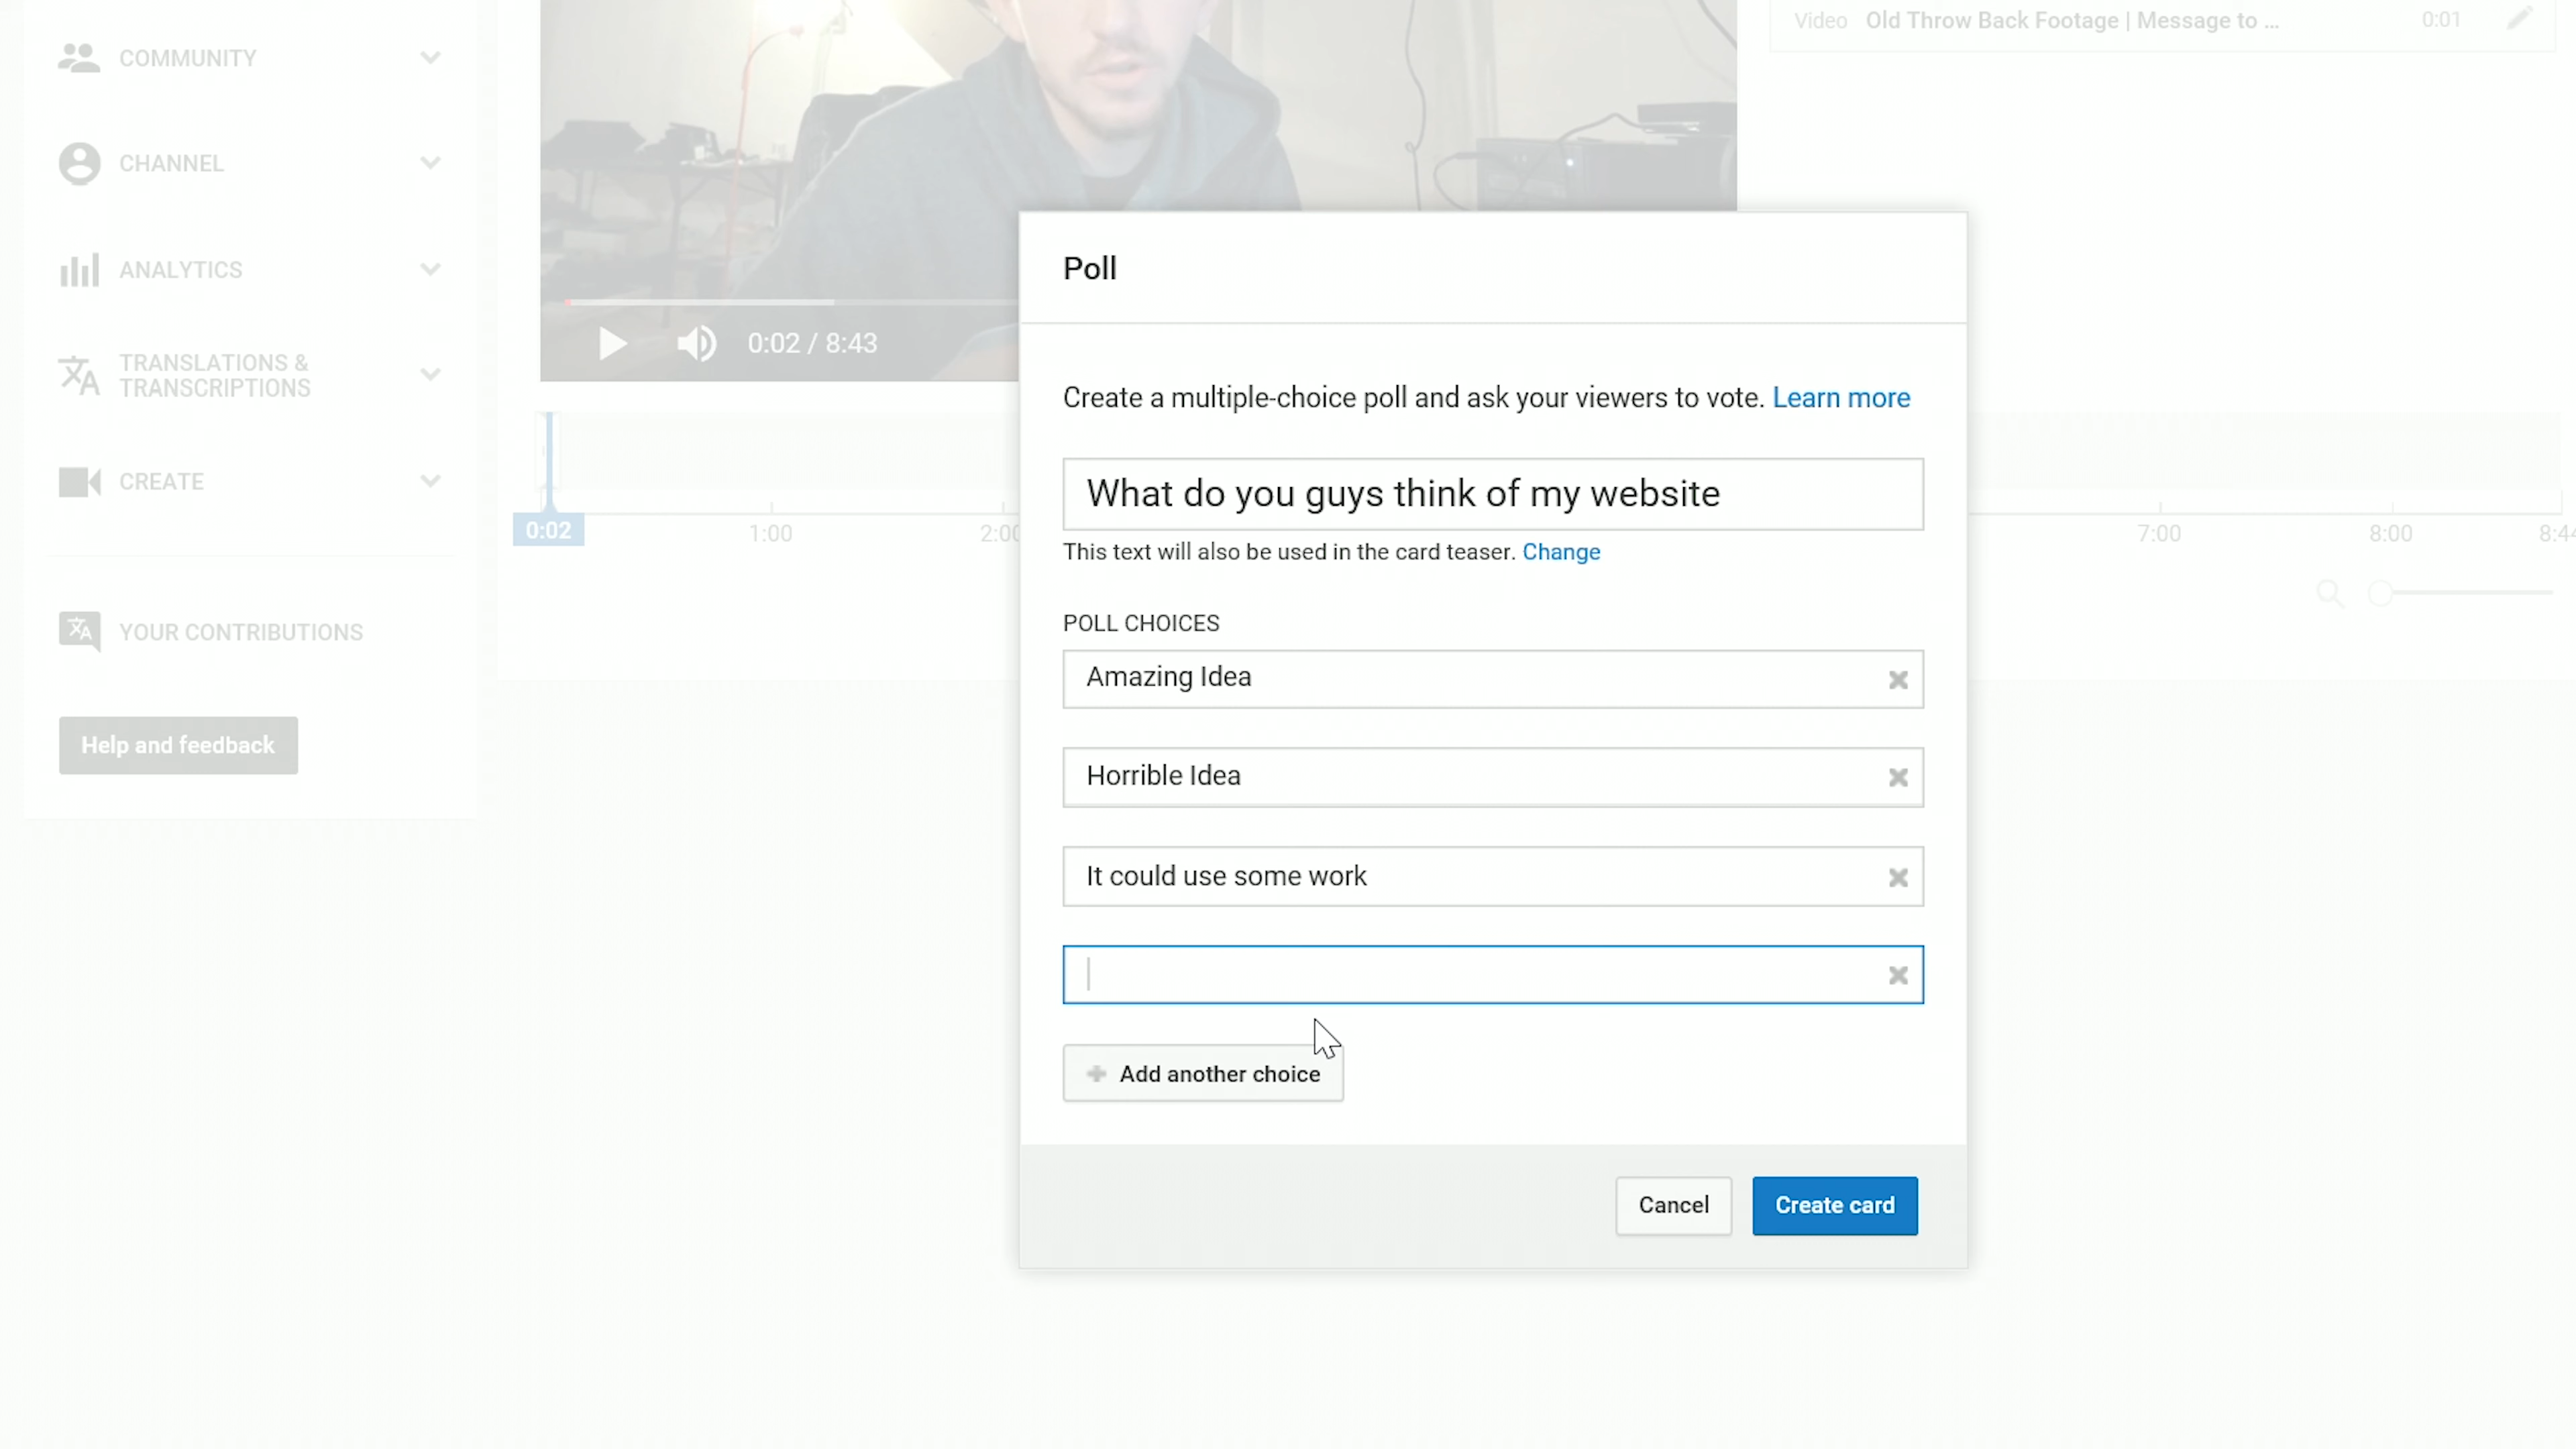 Video Old Throw Back Footage | Message to ... 0:01
COMMUNITY
CHANNEL
ANALYTICS
TRANSLATIONS &
TRANSCRIPTIONS
CREATE
YOUR CONTRIBUTIONS
Help and feedback
0:02 / 8:43
0:02
1:00
2:00
7:00
8:00
8:44
Poll
Create a multiple-choice poll and ask your viewers to vote. Learn more
What do you guys think of my website
This text will also be used in the card teaser. Change
POLL CHOICES
Amazing Idea
Horrible Idea
It could use some work
Add another choice
Cancel
Create card